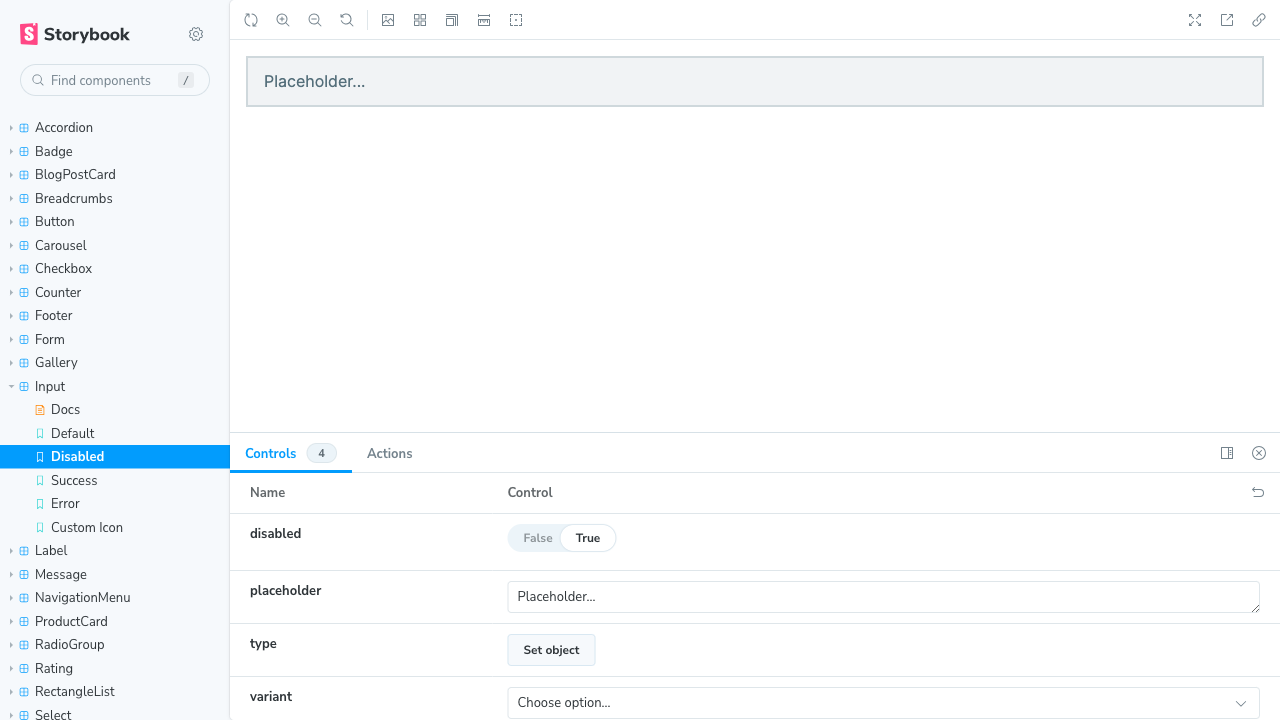 Storybook
Find components /
Accordion
Badge
BlogPostCard
Breadcrumbs
Button
Carousel
Checkbox
Counter
Footer
Form
Gallery
Input
Docs
Default
Disabled
Success
Error
Custom Icon
Label
Message
NavigationMenu
ProductCard
RadioGroup
Rating
RectangleList
Select
Placeholder...
Controls 4 Actions
Name Control
disabled False True
placeholder Placeholder...
type Set object
variant Choose option...